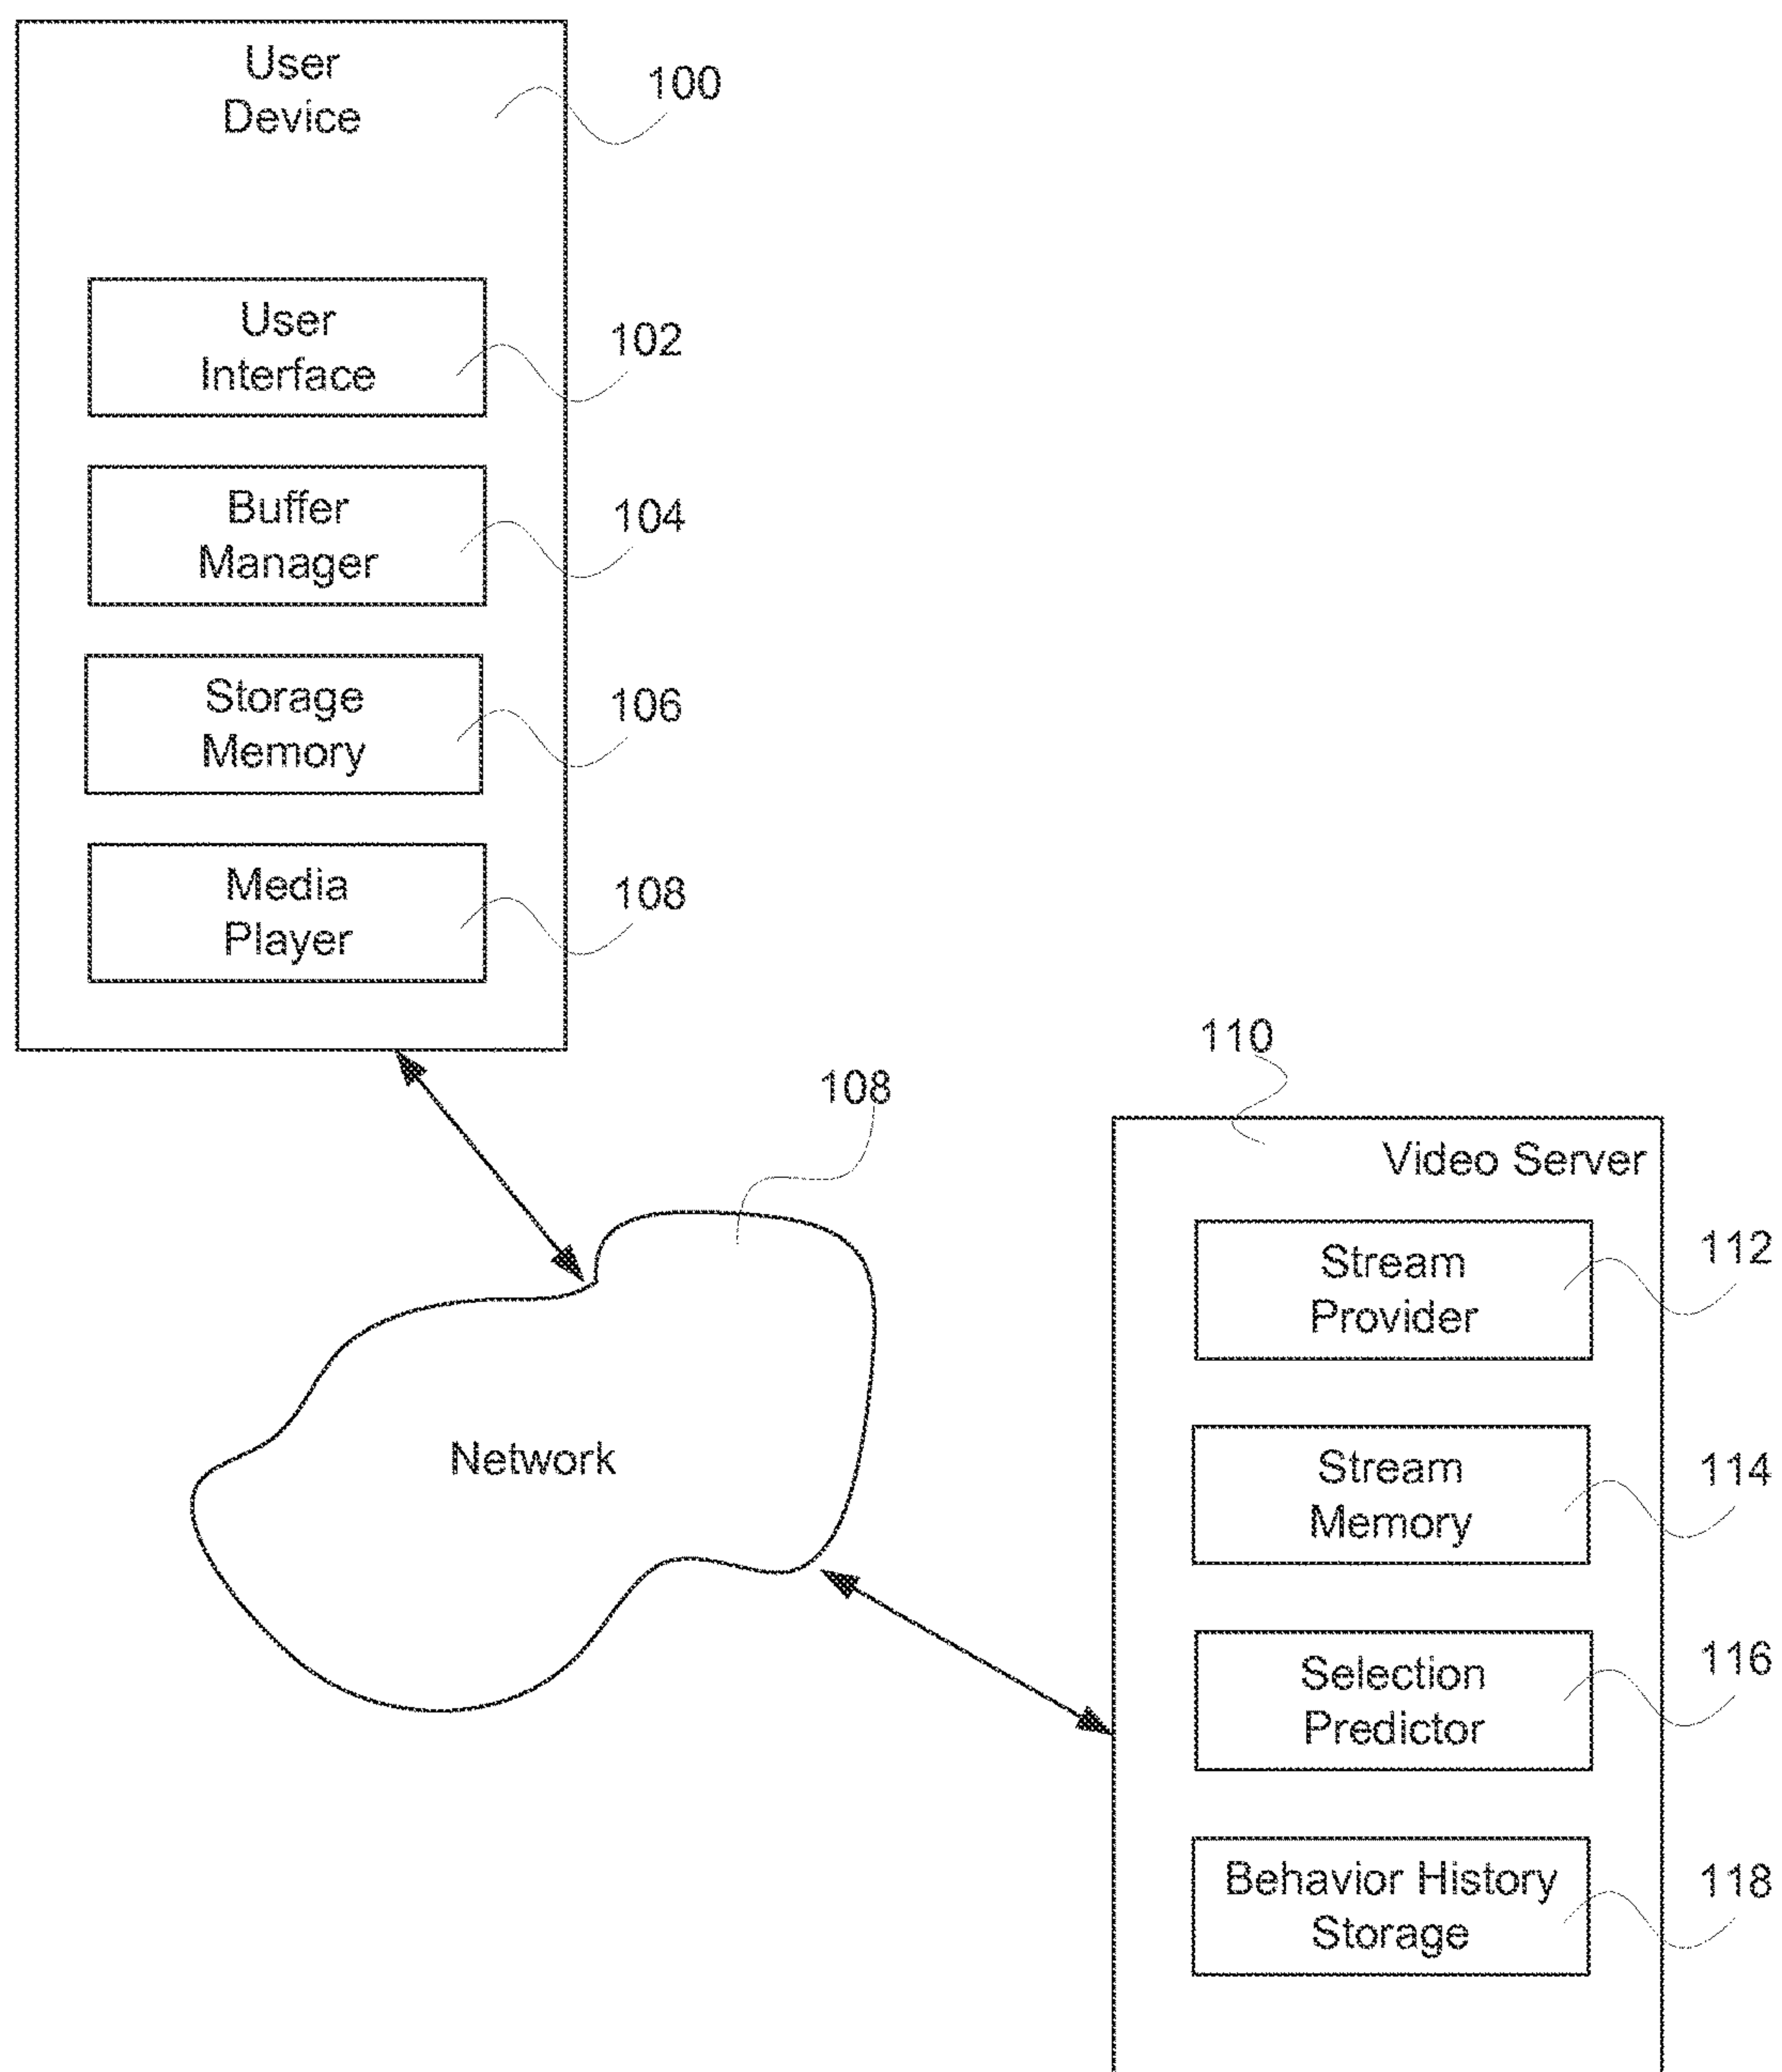 User
Device
100
User
Interface
102
Buffer
Manager
104
Storage
Memory
106
Media
Player
108
108
Network
110
Video Server
Stream
Provider
112
Stream
Memory
114
Selection
Predictor
116
Behavior History
Storage
118